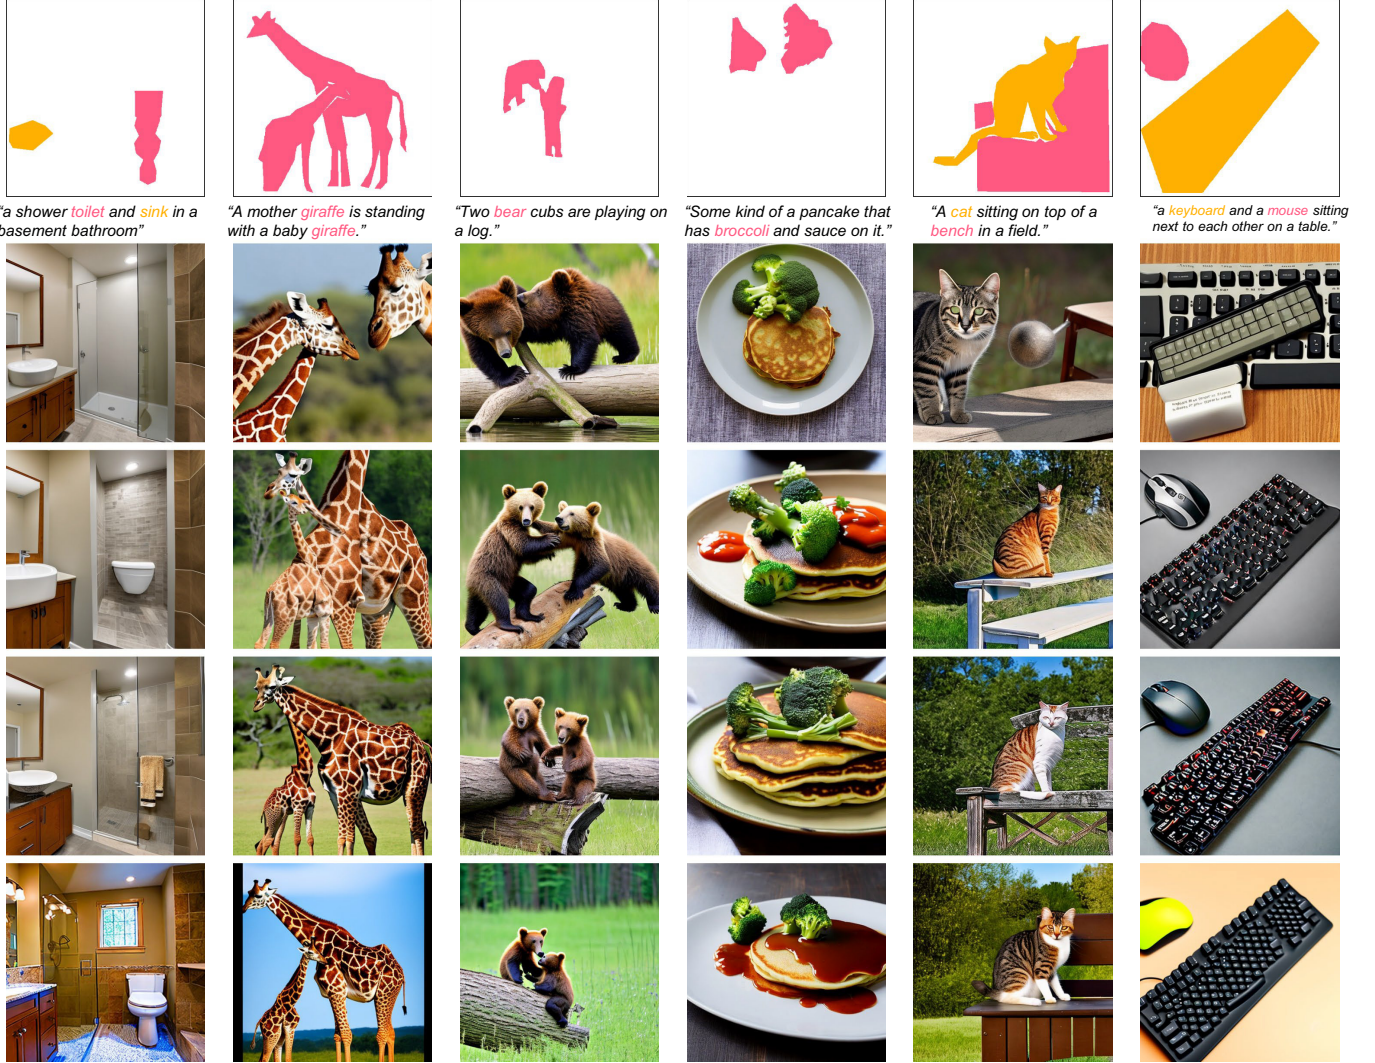 “a shower toilet and sink in a
basement bathroom”
“A mother giraffe is standing
with a baby giraffe.”
“Two bear cubs are playing on
a log.”
“Some kind of a pancake that
has broccoli and sauce on it.”
“A cat sitting on top of a
bench in a field.”
“a keyboard and a mouse sitting
next to each other on a table.”